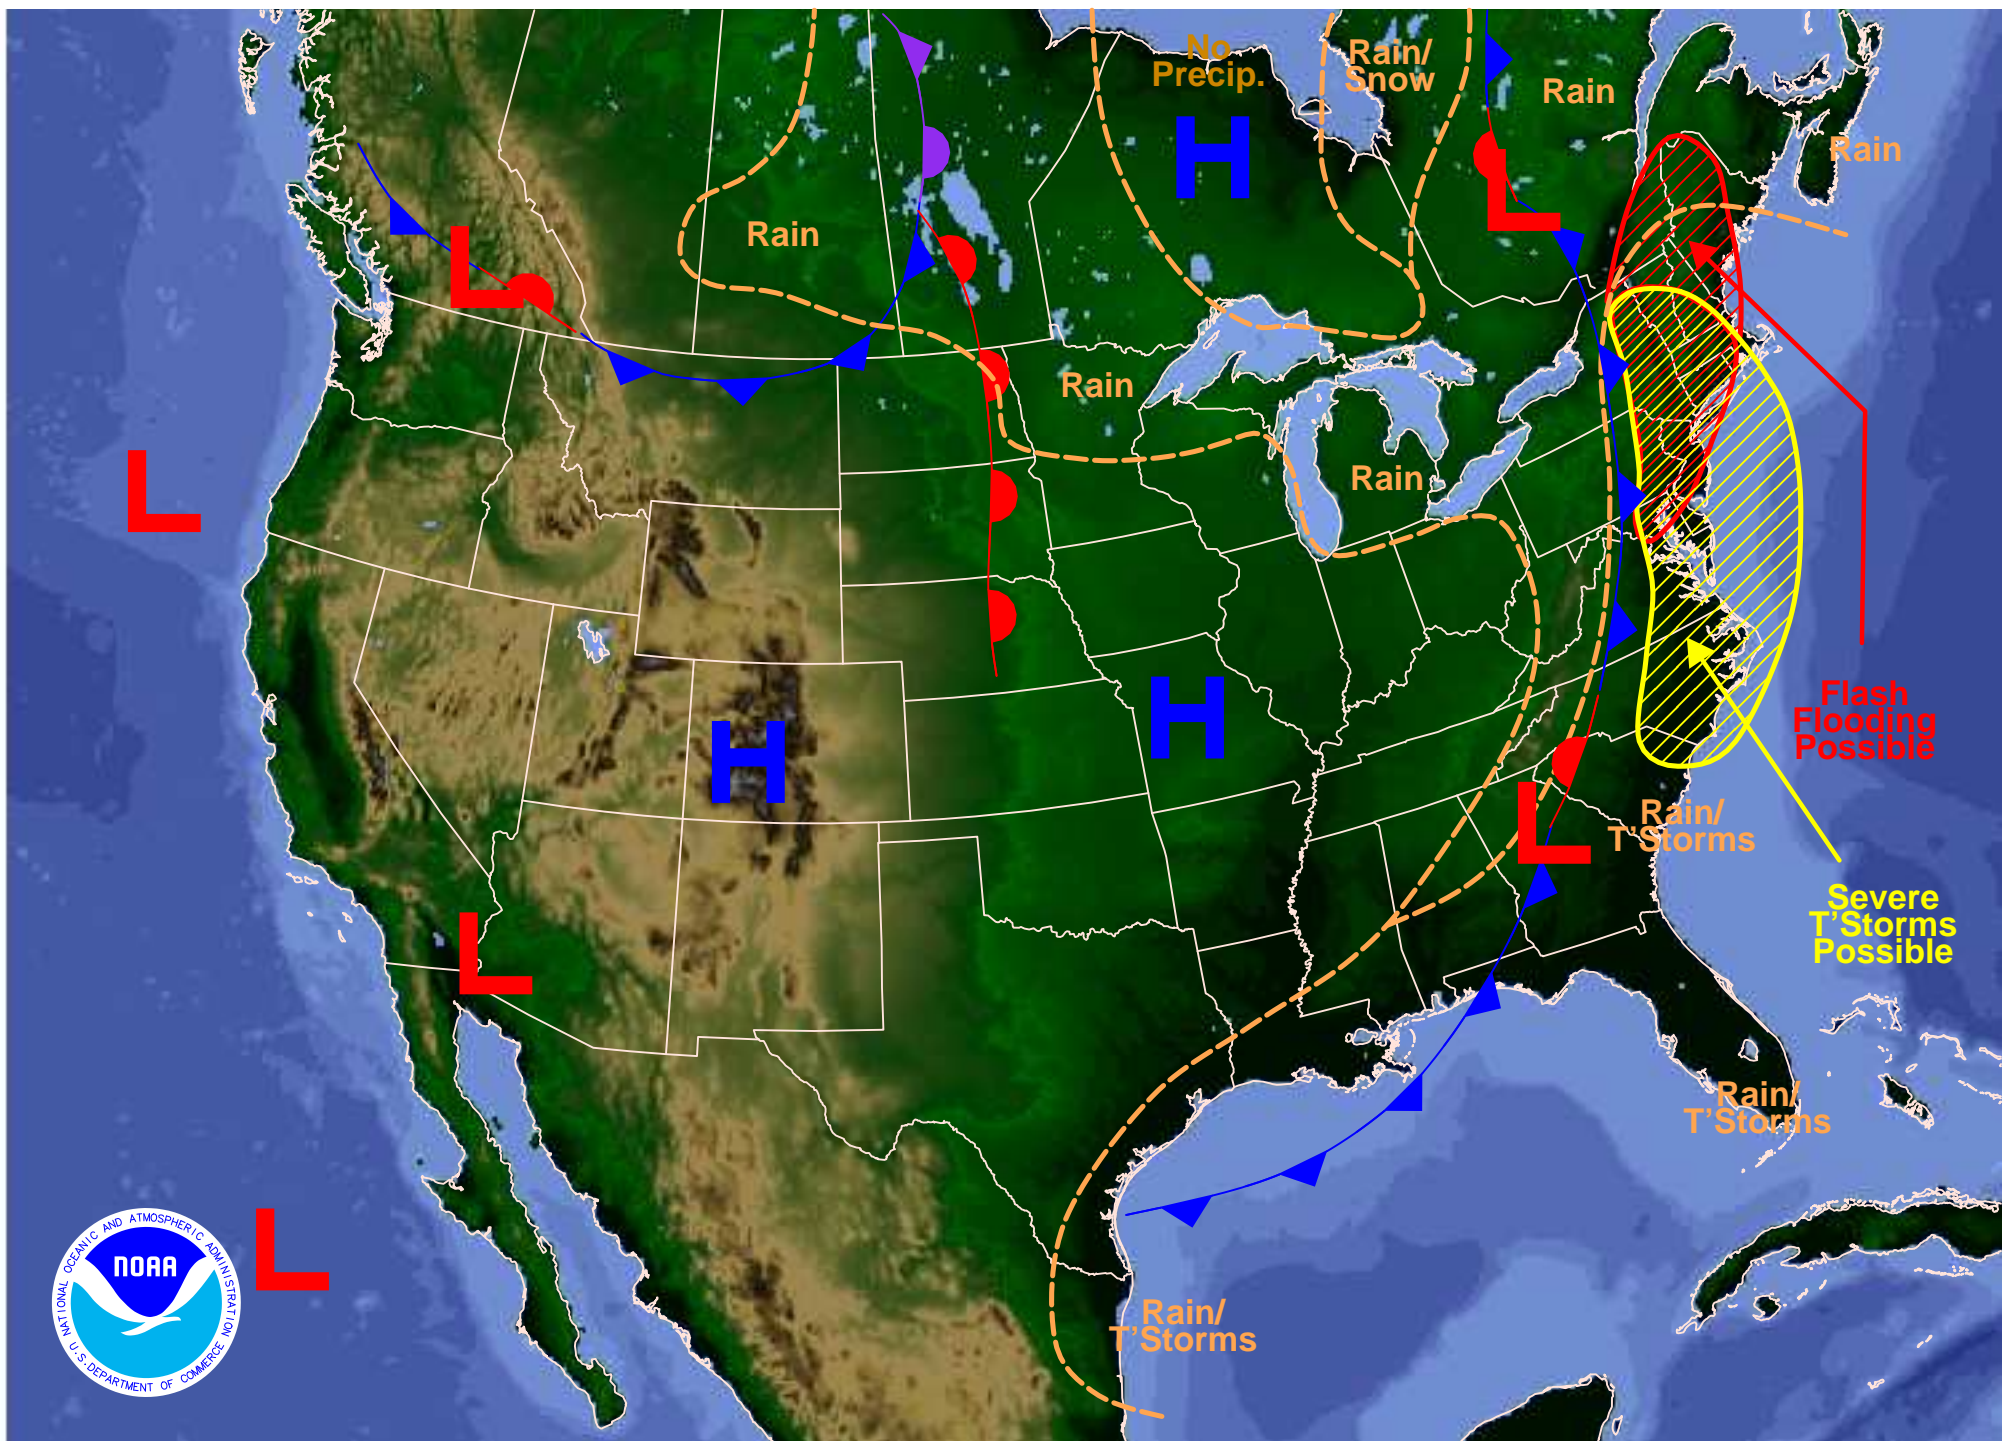 No
Precip.
H
Rain/
Snow
Rain
Rain
L
Rain
L
Rain
Rain
L
H
H
Flash
Flooding
Possible
L
Rain/
T'Storms
Severe
T'Storms
Possible
L
Rain/
T'Storms
L
Rain/
T'Storms
NATIONAL OCEANIC AND ATMOSPHERIC ADMINISTRATION
NOAA
U.S. DEPARTMENT OF COMMERCE